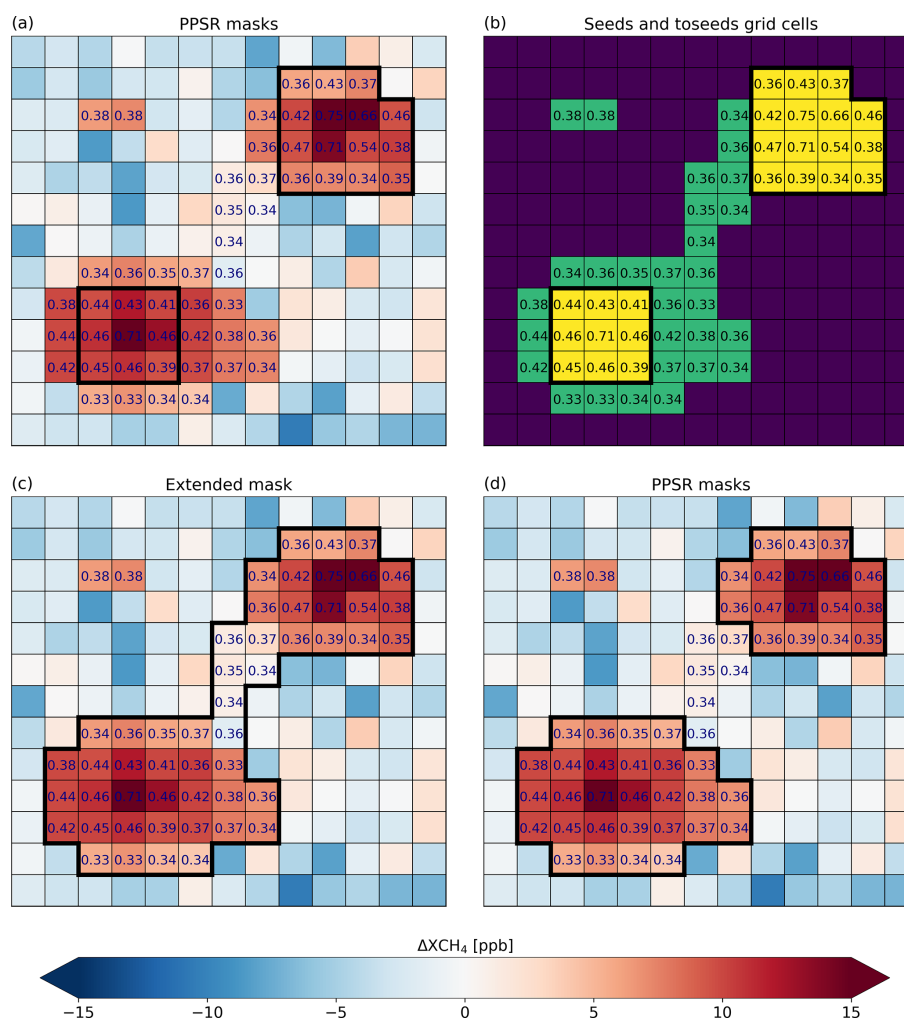 (a) PPSR masks
0.36 0.43 0.37
0.38 0.38 0.34 0.42 0.75 0.66 0.46
0.36 0.47 0.71 0.54 0.38
0.36 0.37 0.36 0.39 0.34 0.35
0.35 0.34
0.34
0.34 0.36 0.35 0.37 0.36
0.38 0.44 0.43 0.41 0.36 0.33
0.44 0.46 0.71 0.46 0.42 0.38 0.36
0.42 0.45 0.46 0.39 0.37 0.37 0.34
0.33 0.33 0.34 0.34
(b) Seeds and toseeds grid cells
0.36 0.43 0.37
0.38 0.38 0.34 0.42 0.75 0.66 0.46
0.36 0.47 0.71 0.54 0.38
0.36 0.37 0.36 0.39 0.34 0.35
0.35 0.34
0.34
0.34 0.36 0.35 0.37 0.36
0.38 0.44 0.43 0.41 0.36 0.33
0.44 0.46 0.71 0.46 0.42 0.38 0.36
0.42 0.45 0.46 0.39 0.37 0.37 0.34
0.33 0.33 0.34 0.34
(c) Extended mask
0.36 0.43 0.37
0.38 0.38 0.34 0.42 0.75 0.66 0.46
0.36 0.47 0.71 0.54 0.38
0.36 0.37 0.36 0.39 0.34 0.35
0.35 0.34
0.34
0.34 0.36 0.35 0.37 0.36
0.38 0.44 0.43 0.41 0.36 0.33
0.44 0.46 0.71 0.46 0.42 0.38 0.36
0.42 0.45 0.46 0.39 0.37 0.37 0.34
0.33 0.33 0.34 0.34
(d) PPSR masks
0.36 0.43 0.37
0.38 0.38 0.34 0.42 0.75 0.66 0.46
0.36 0.47 0.71 0.54 0.38
0.36 0.37 0.36 0.39 0.34 0.35
0.35 0.34
0.34
0.34 0.36 0.35 0.37 0.36
0.38 0.44 0.43 0.41 0.36 0.33
0.44 0.46 0.71 0.46 0.42 0.38 0.36
0.42 0.45 0.46 0.39 0.37 0.37 0.34
0.33 0.33 0.34 0.34
ΔXCH₄ [ppb]
−15 −10 −5 0 5 10 15